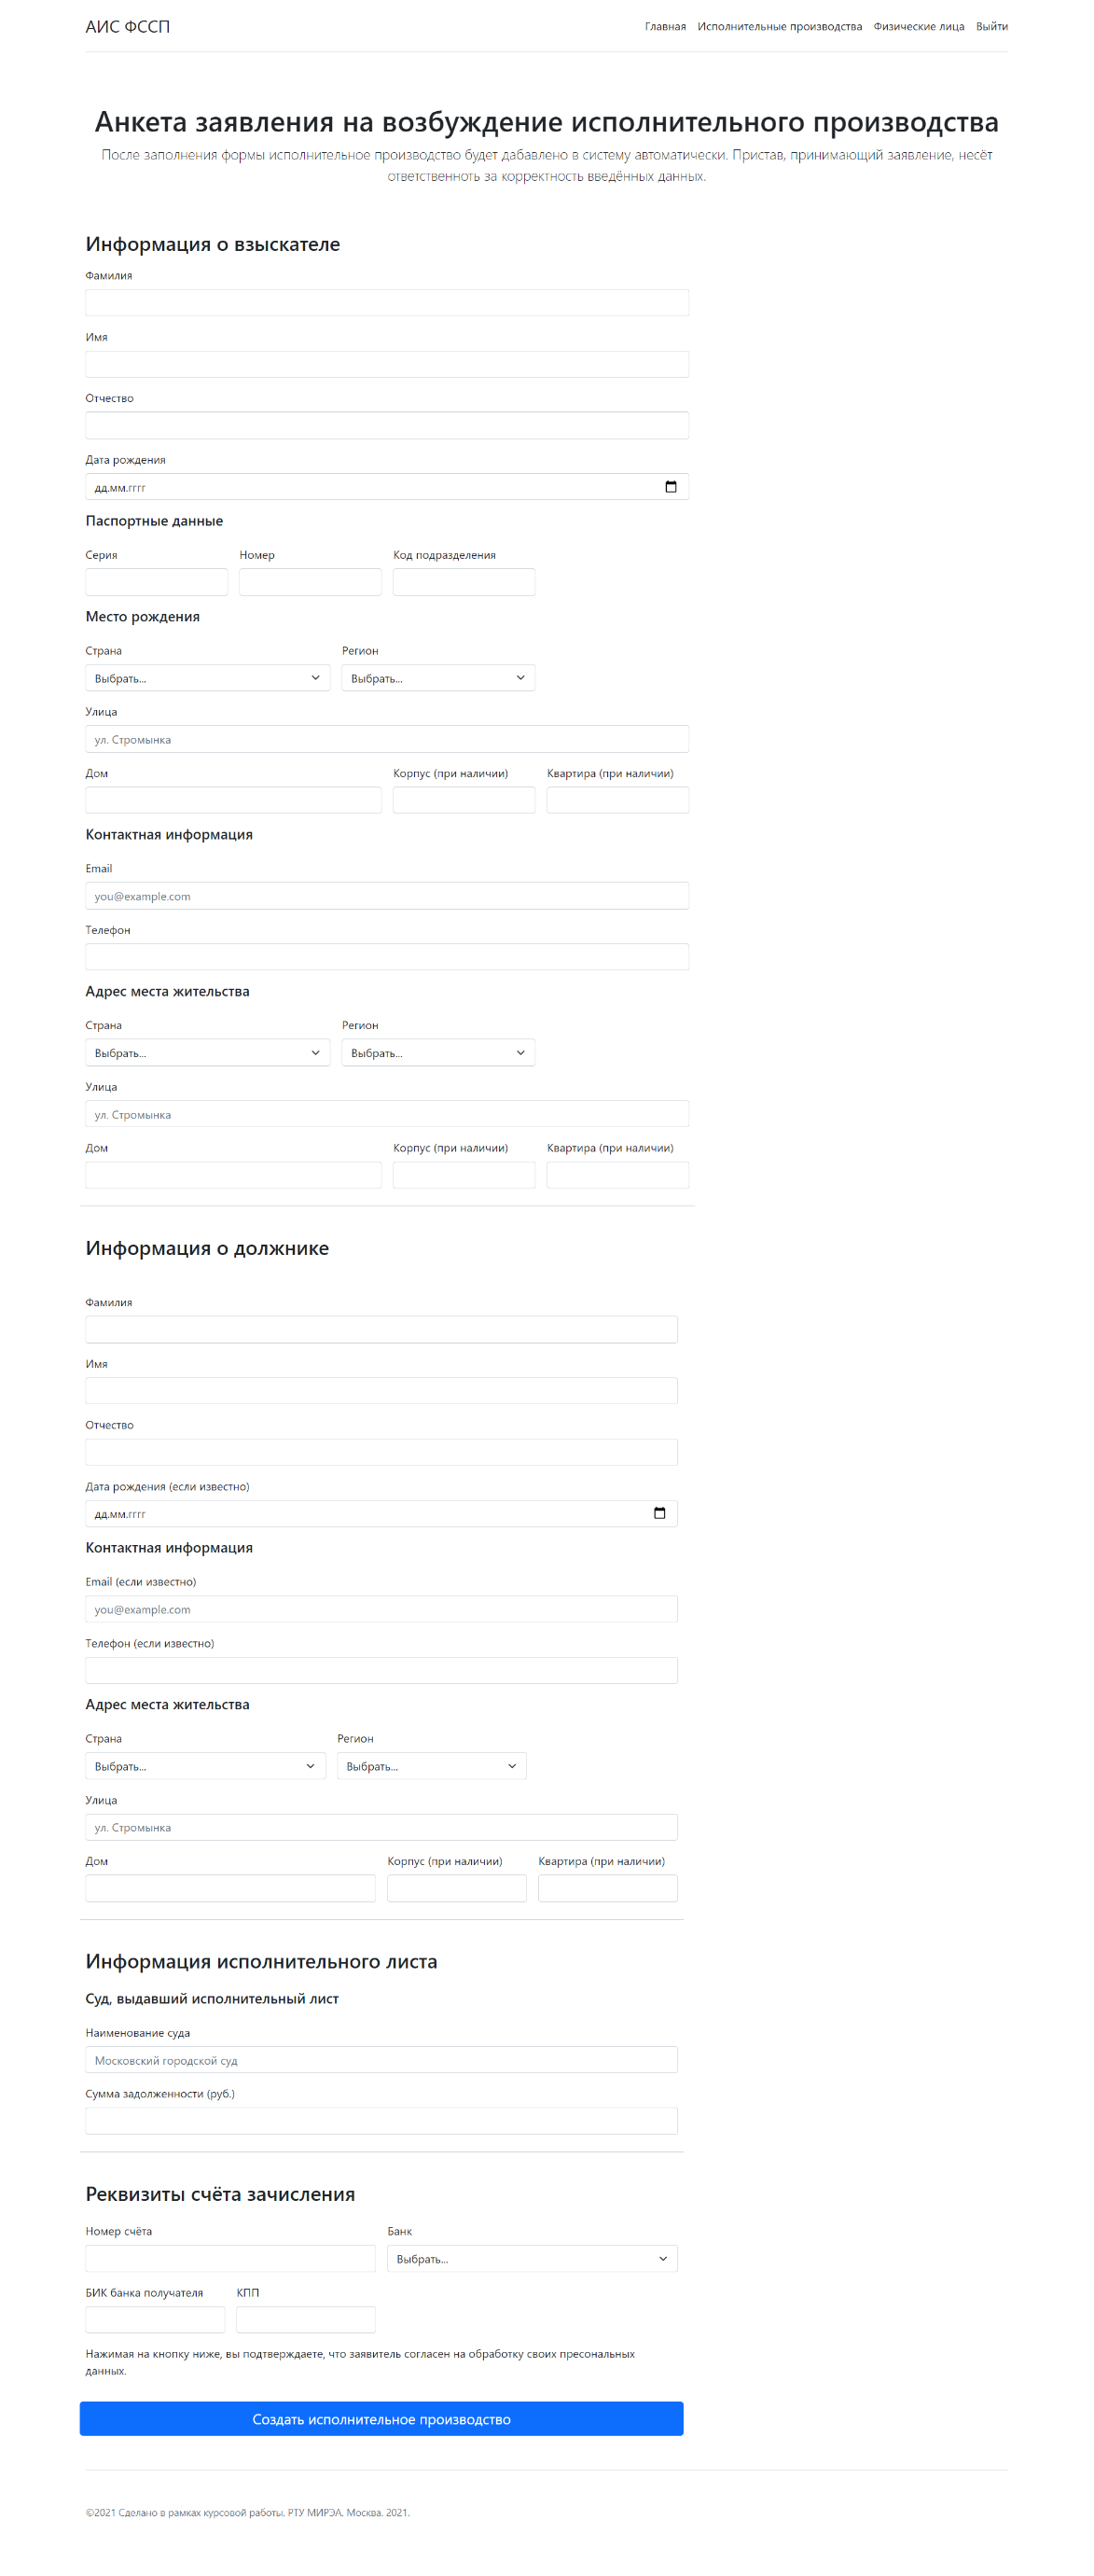 АИС ФССП
Главная Исполнительные производства Физические лица Выйти
Анкета заявления на возбуждение исполнительного производства
После заполнения формы исполнительное производство будет дабавлено в систему автоматически. Пристав, принимающий заявление, несёт
ответственноть за корректность введённых данных.
Информация о взыскателе
Фамилия
Имя
Отчество
Дата рождения
дд.мм.гггг
Паспортные данные
Серия Номер Код подразделения
Место рождения
Страна Регион
Выбрать... Выбрать...
Улица
ул. Стромынка
Дом Корпус (при наличии) Квартира (при наличии)
Контактная информация
Email
you@example.com
Телефон
Адрес места жительства
Страна Регион
Выбрать... Выбрать...
Улица
ул. Стромынка
Дом Корпус (при наличии) Квартира (при наличии)
Информация о должнике
Фамилия
Имя
Отчество
Дата рождения (если известно)
дд.мм.гггг
Контактная информация
Email (если известно)
you@example.com
Телефон (если известно)
Адрес места жительства
Страна Регион
Выбрать... Выбрать...
Улица
ул. Стромынка
Дом Корпус (при наличии) Квартира (при наличии)
Информация исполнительного листа
Суд, выдавший исполнительный лист
Наименование суда
Московский городской суд
Сумма задолженности (руб.)
Реквизиты счёта зачисления
Номер счёта Банк
Выбрать...
БИК банка получателя КПП
Нажимая на кнопку ниже, вы подтверждаете, что заявитель согласен на обработку своих пресональных
данных.
Создать исполнительное производство
©2021 Сделано в рамках курсовой работы. РТУ МИРЭА. Москва. 2021.